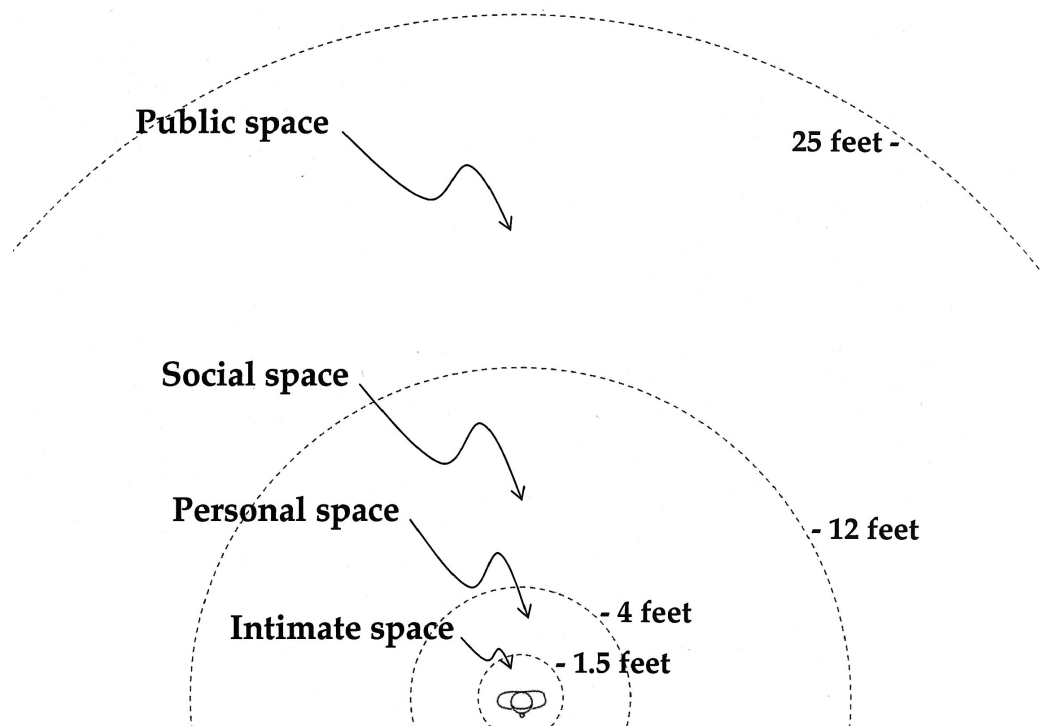 Public space
25 feet -
Social space
Personal space
- 12 feet
- 4 feet
Intimate space
- 1.5 feet